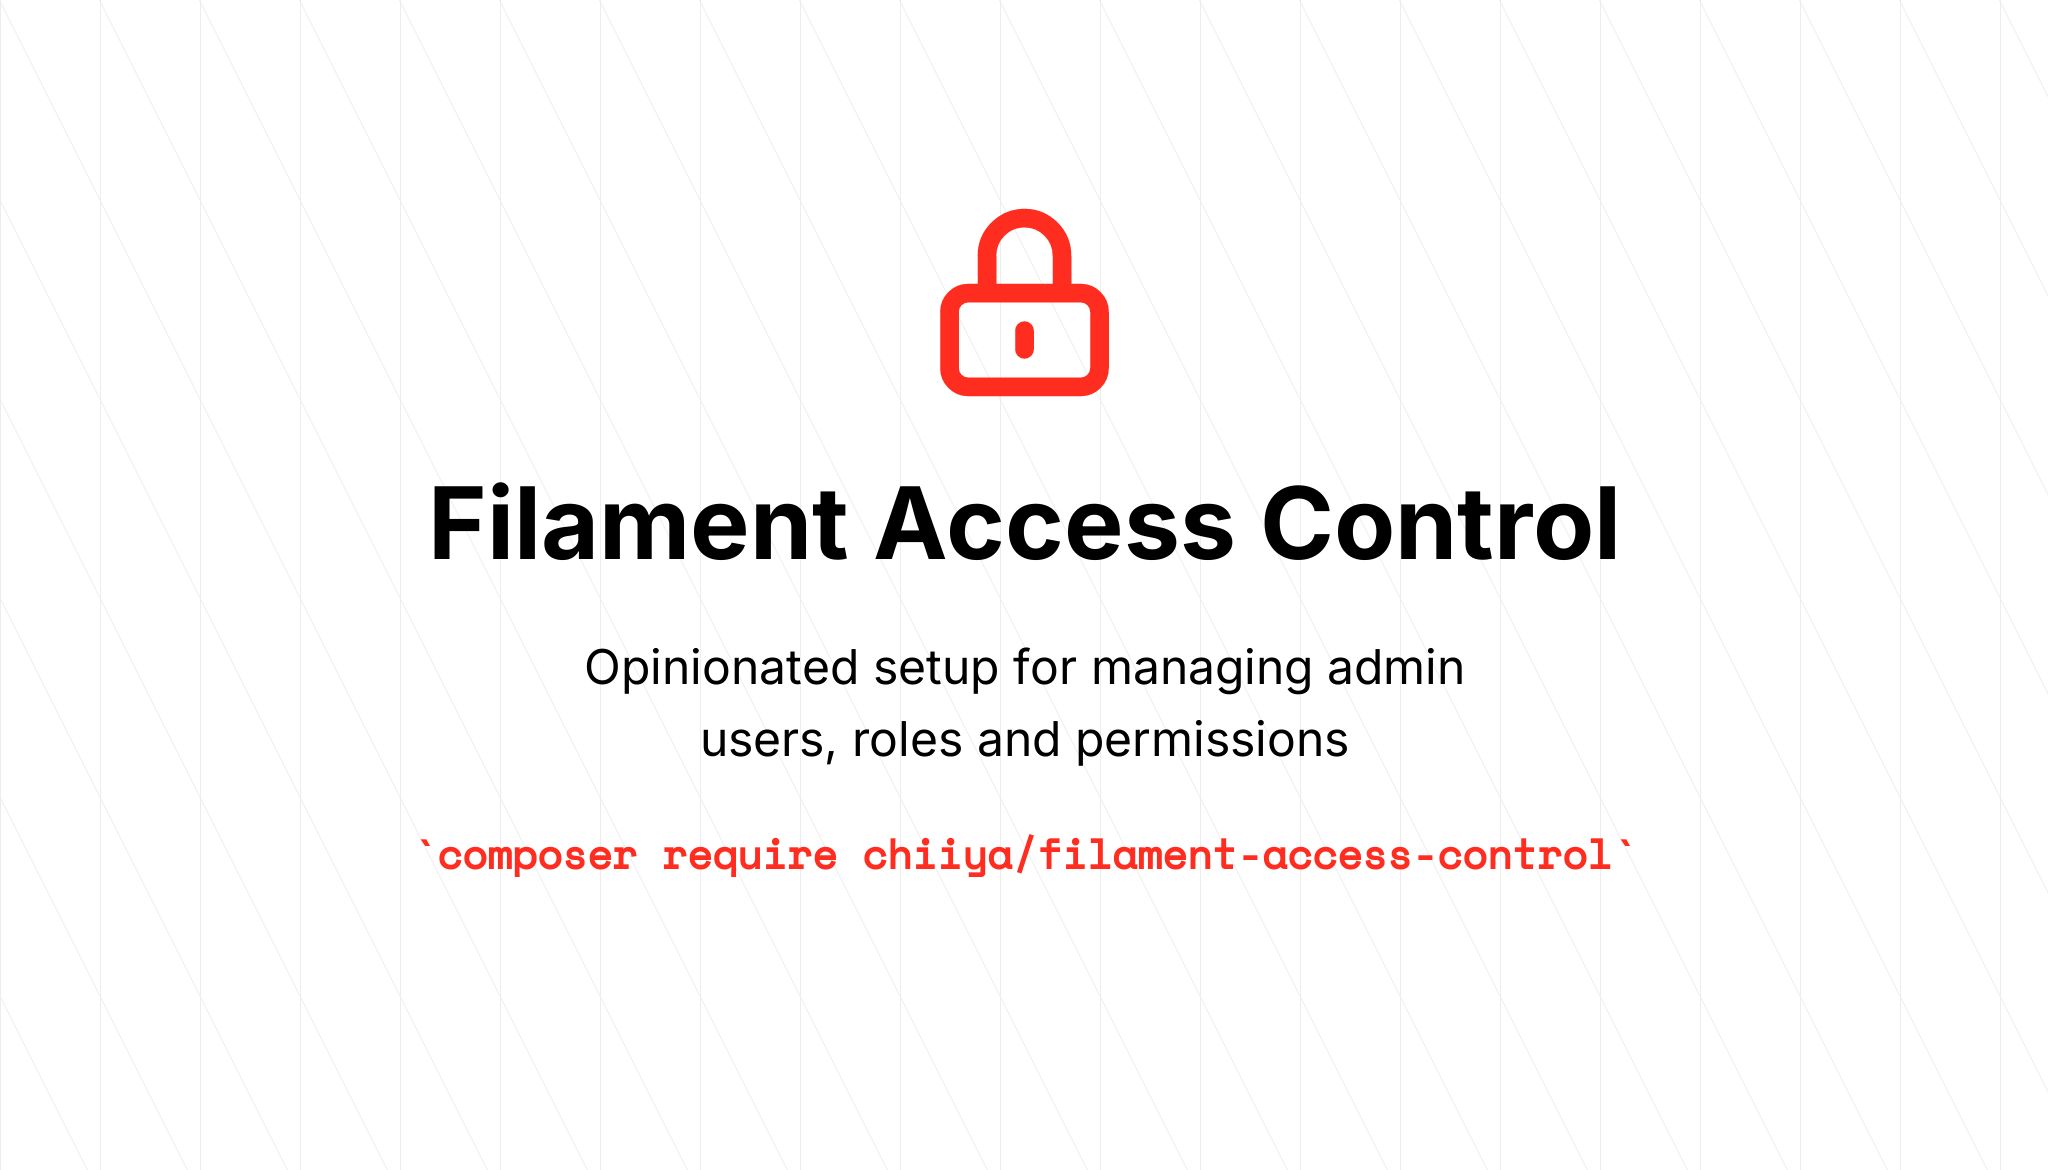 Filament Access Control
Opinionated setup for managing admin
users, roles and permissions
`composer require chiiya/filament-access-control`